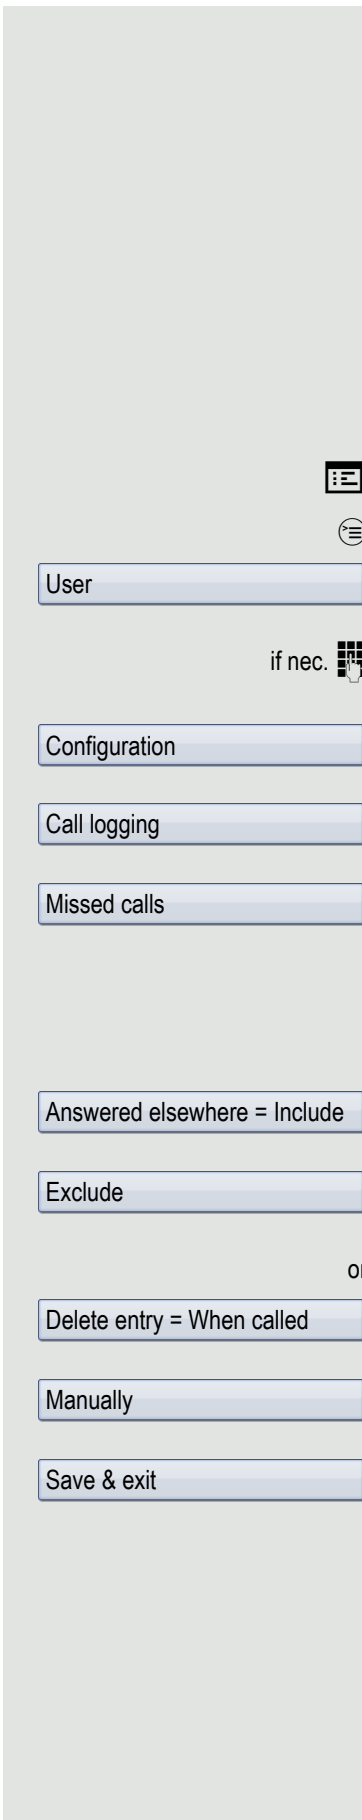 User
if nec.
Configuration
Call logging
Missed calls
Answered elsewhere = Include
Exclude
or
Delete entry = When called
Manually
Save & exit